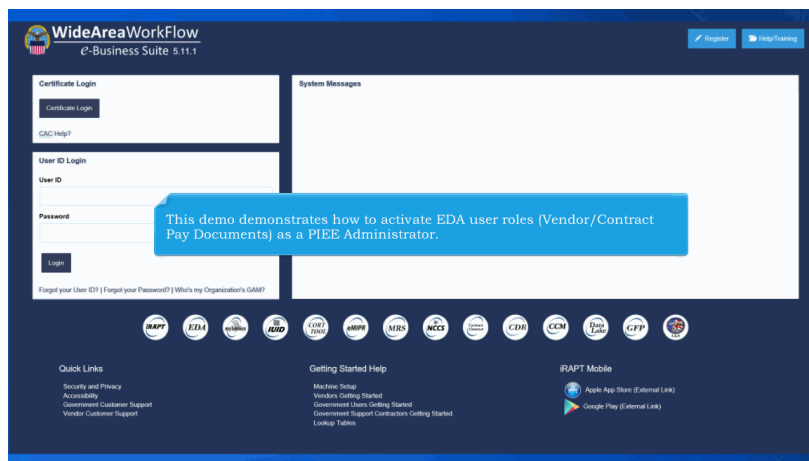 WideAreaWorkFlow
e-Business Suite 5.11.1
Register
Help/Training
Certificate Login
Certificate Login
CAC Help?
System Messages
User ID Login
User ID
Password
Login
Forgot your User ID? | Forgot your Password? | Who's my Organization's GAM?
This demo demonstrates how to activate EDA user roles (Vendor/Contract
Pay Documents) as a PIEE Administrator.
iRAPT
EDA
myInvoice
IUID
CORT TOOL
eMIPR
MRS
NCCS
CDR
CCM
Data Lake
GFP
Quick Links
Security and Privacy
Accessibility
Government Customer Support
Vendor Customer Support
Getting Started Help
Machine Setup
Vendors Getting Started
Government Users Getting Started
Government Support Contractors Getting Started
Lookup Tables
iRAPT Mobile
Apple App Store (External Link)
Google Play (External Link)